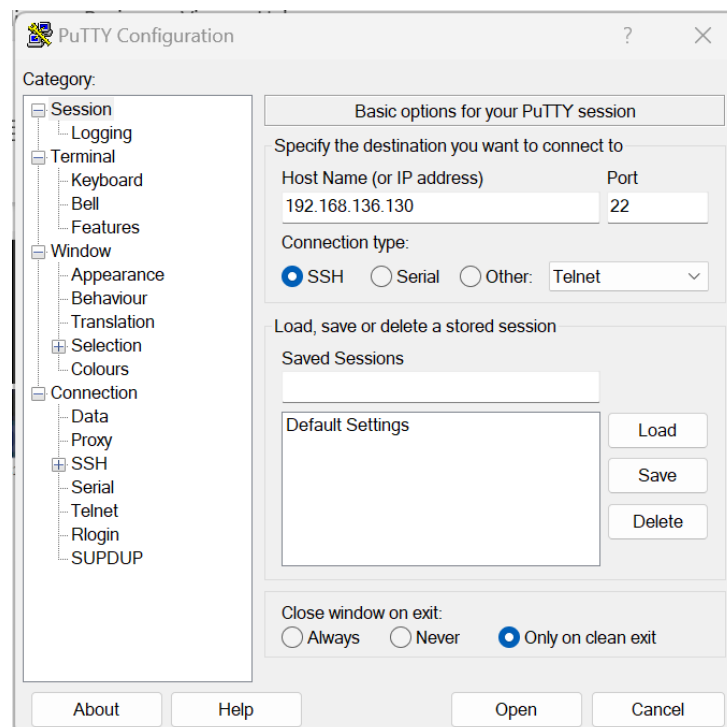 PuTTY Configuration
?
Category:
Session
Logging
Terminal
Keyboard
Bell
Features
Window
Appearance
Behaviour
Translation
Selection
Colours
Connection
Data
Proxy
SSH
Serial
Telnet
Rlogin
SUPDUP
Basic options for your PuTTY session
Specify the destination you want to connect to
Host Name (or IP address) Port
192.168.136.130 22
Connection type:
SSH Serial Other: Telnet
Load, save or delete a stored session
Saved Sessions
Default Settings
Load
Save
Delete
Close window on exit:
Always Never Only on clean exit
About Help Open Cancel